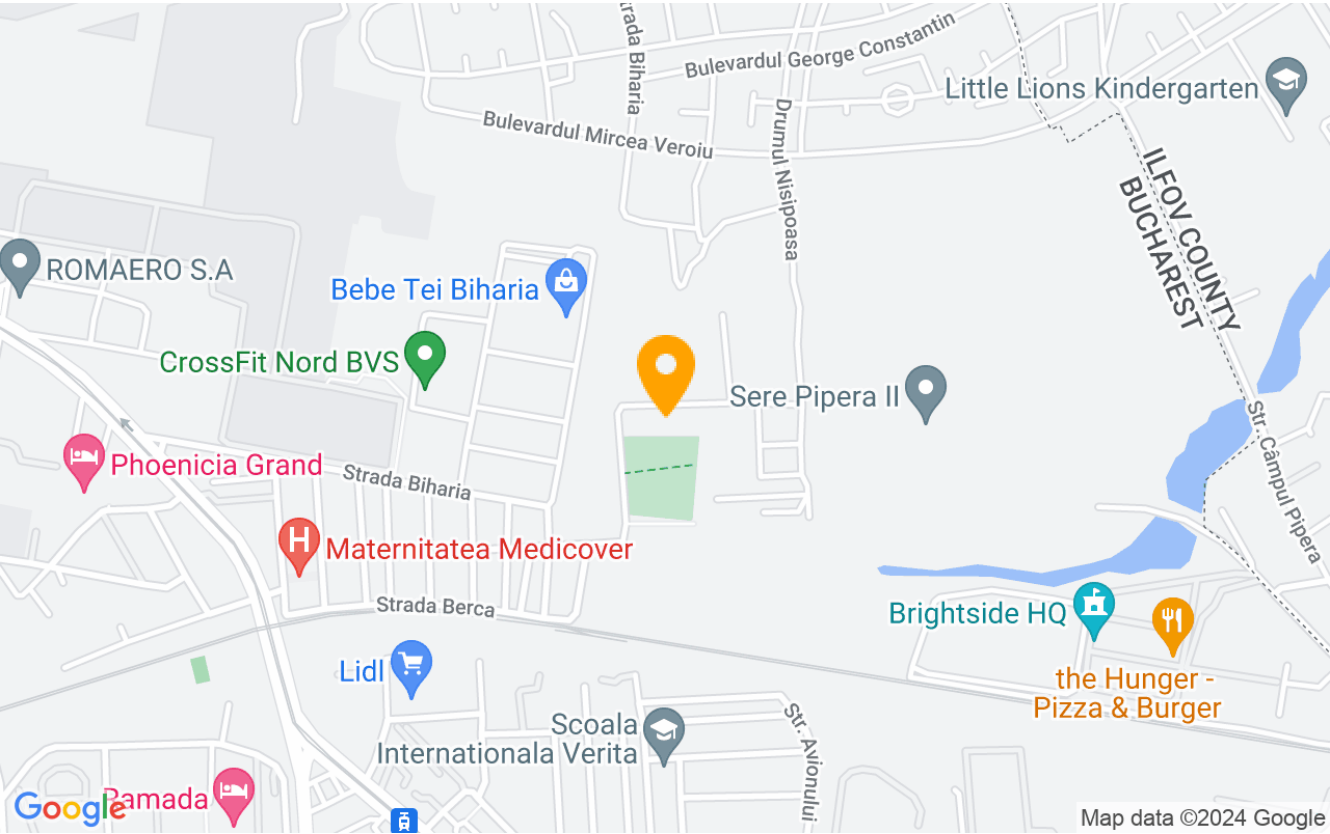 Strada Biharia
Bulevardul George Constantin
Little Lions Kindergarten
Bulevardul Mircea Veroiu
Drumul Nisipoasa
ILFOV COUNTY
BUCHAREST
ROMAERO S.A
Bebe Tei Biharia
CrossFit Nord BVS
Sere Pipera II
Str. Câmpul Pipera
Phoenicia Grand
Strada Biharia
H
Maternitatea Medicover
Strada Berca
Brightside HQ
Lidl
the Hunger -
Pizza & Burger
Scoala
Internationala Verita
Str. Avionului
Ramada
Google
Map data ©2024 Google